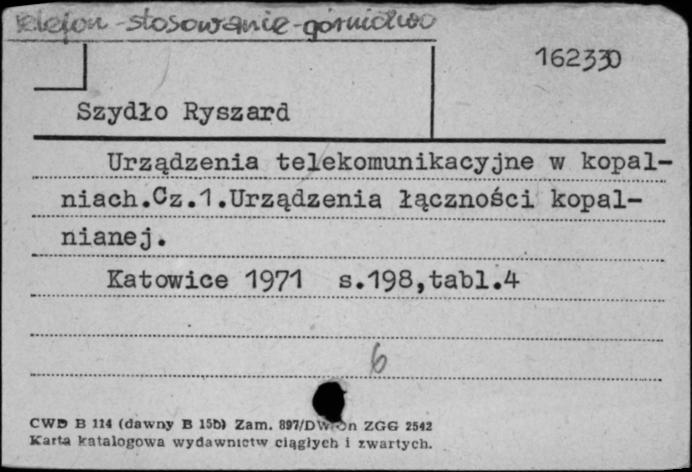 telefon-stosowanie-górnictwo
162330
Szydło Ryszard
Urządzenia telekomunikacyjne w kopal-
niach.Cz.1.Urządzenia łączności kopal-
nianej.
Katowice 1971 s.198,tabl.4
6
CWD B 114 (dawny B 15b) Zam. 897/DW ZGG 2542
Karta katalogowa wydawnictw ciągłych i zwartych.